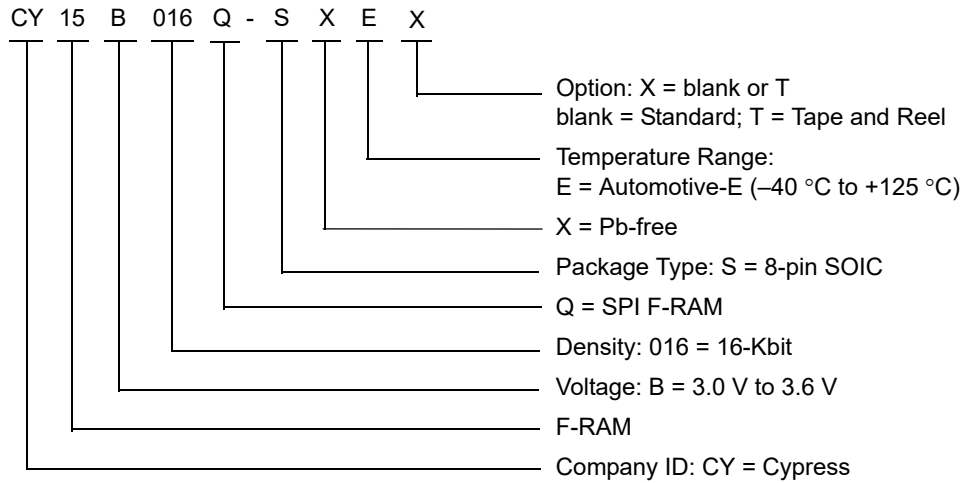 CY 15 B 016 Q - S X E X
Option: X = blank or T
blank = Standard; T = Tape and Reel
Temperature Range:
E = Automotive-E (–40 °C to +125 °C)
X = Pb-free
Package Type: S = 8-pin SOIC
Q = SPI F-RAM
Density: 016 = 16-Kbit
Voltage: B = 3.0 V to 3.6 V
F-RAM
Company ID: CY = Cypress